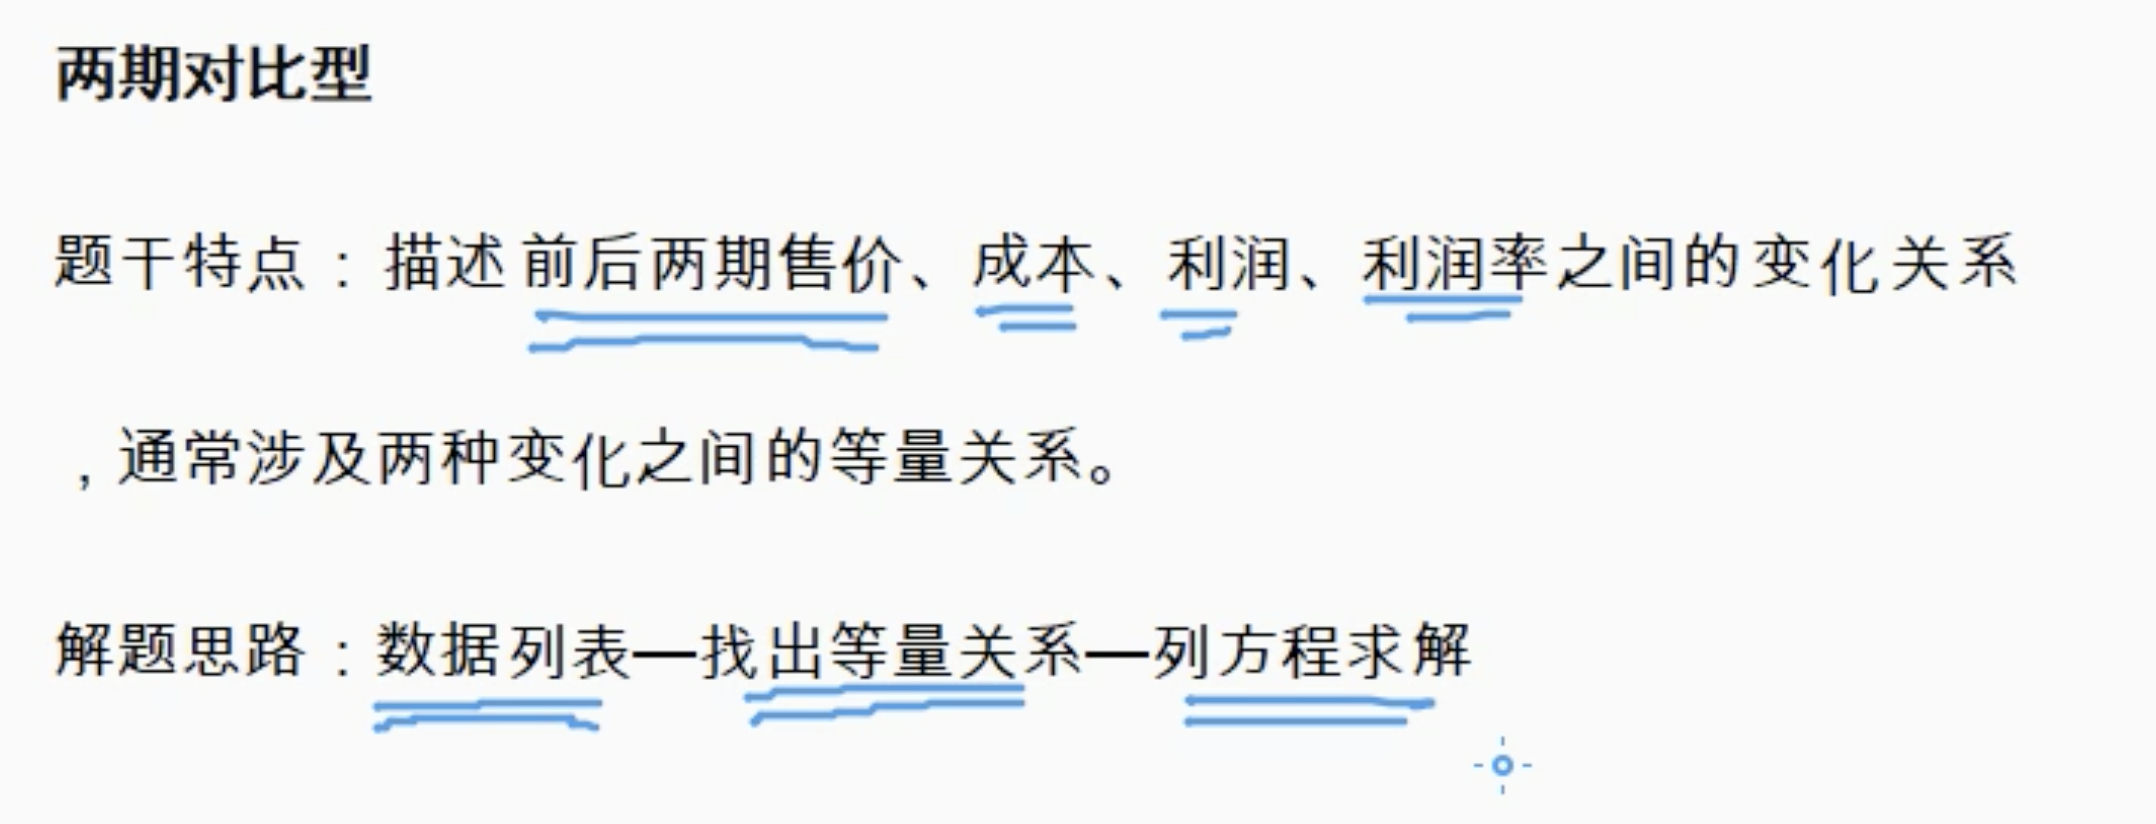 两期对比型
题干特点：描述前后两期售价、成本、利润、利润率之间的变化关系
，通常涉及两种变化之间的等量关系。
解题思路：数据列表—找出等量关系—列方程求解